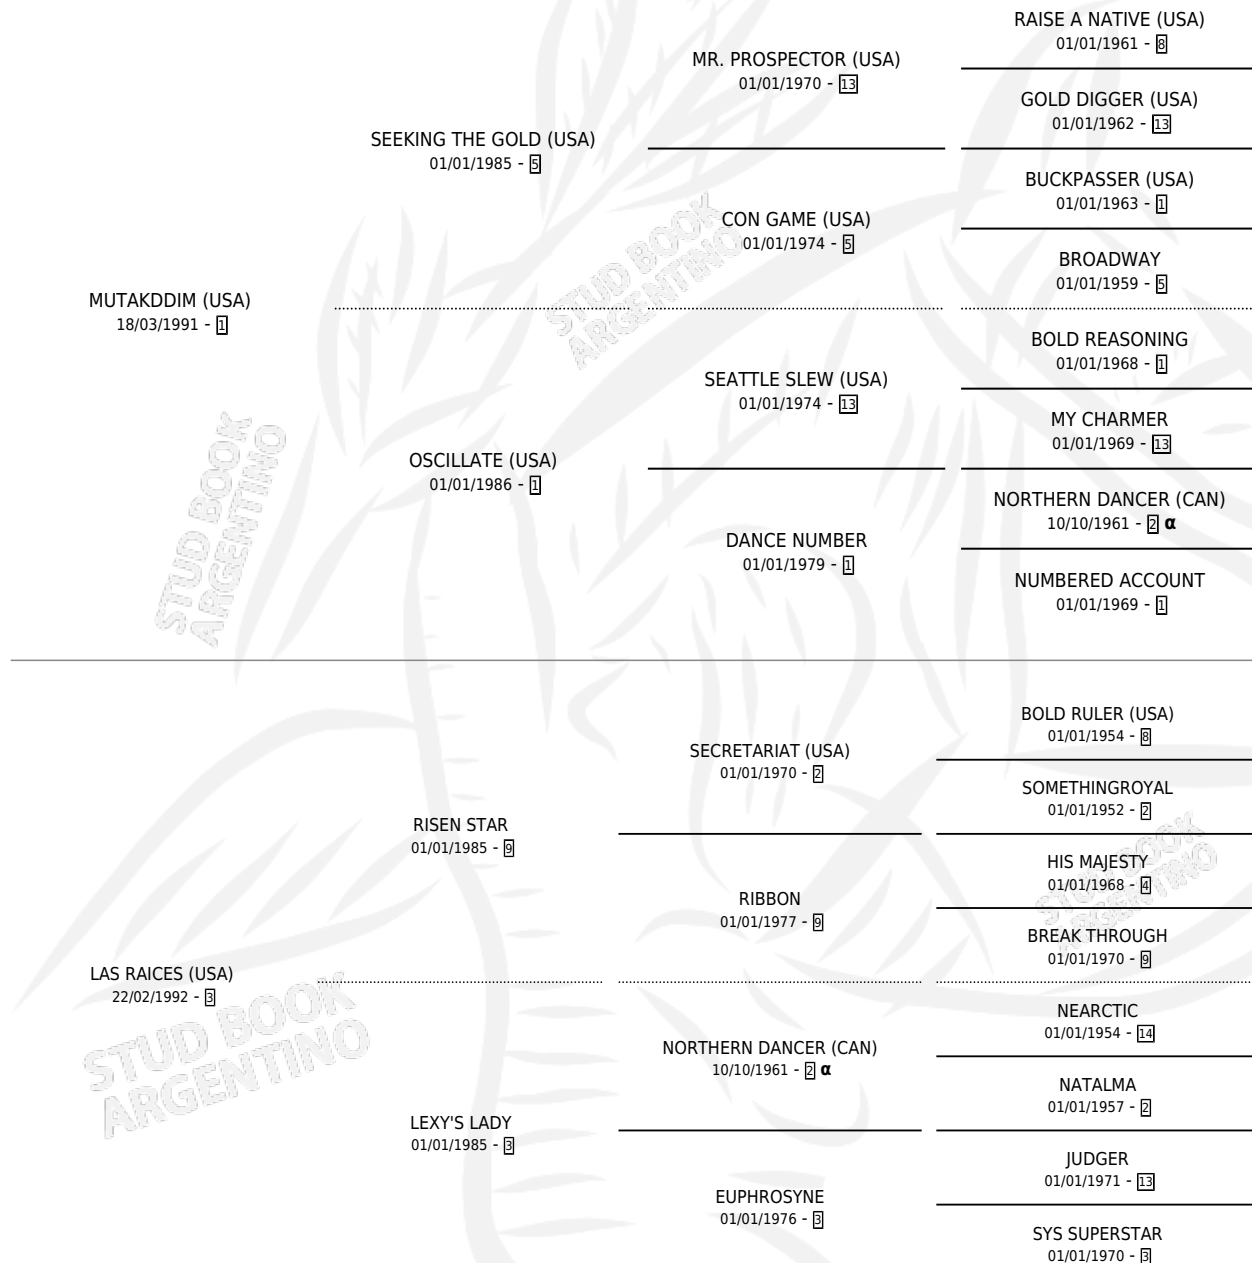 RAISE A NATIVE (USA)
01/01/1961 - 8
MR. PROSPECTOR (USA)
01/01/1970 - 13
GOLD DIGGER (USA)
01/01/1962 - 13
SEEKING THE GOLD (USA)
01/01/1985 - 5
BUCKPASSER (USA)
01/01/1963 - 1
CON GAME (USA)
01/01/1974 - 5
BROADWAY
01/01/1959 - 5
MUTAKDDIM (USA)
18/03/1991 - 1
BOLD REASONING
01/01/1968 - 1
SEATTLE SLEW (USA)
01/01/1974 - 13
MY CHARMER
01/01/1969 - 13
OSCILLATE (USA)
01/01/1986 - 1
NORTHERN DANCER (CAN)
10/10/1961 - 2 α
DANCE NUMBER
01/01/1979 - 1
NUMBERED ACCOUNT
01/01/1969 - 1
BOLD RULER (USA)
01/01/1954 - 8
SECRETARIAT (USA)
01/01/1970 - 2
SOMETHINGROYAL
01/01/1952 - 2
RISEN STAR
01/01/1985 - 9
HIS MAJESTY
01/01/1968 - 4
RIBBON
01/01/1977 - 9
BREAK THROUGH
01/01/1970 - 9
LAS RAICES (USA)
22/02/1992 - 3
NEARCTIC
01/01/1954 - 14
NORTHERN DANCER (CAN)
10/10/1961 - 2 α
NATALMA
01/01/1957 - 2
LEXY'S LADY
01/01/1985 - 3
JUDGER
01/01/1971 - 13
EUPHROSYNE
01/01/1976 - 3
SYS SUPERSTAR
01/01/1970 - 3
STUD BOOK
ARGENTINO
STUD BOOK
ARGENTINO
STUD BOOK
ARGENTINO
STUD BOOK
ARGENTINO